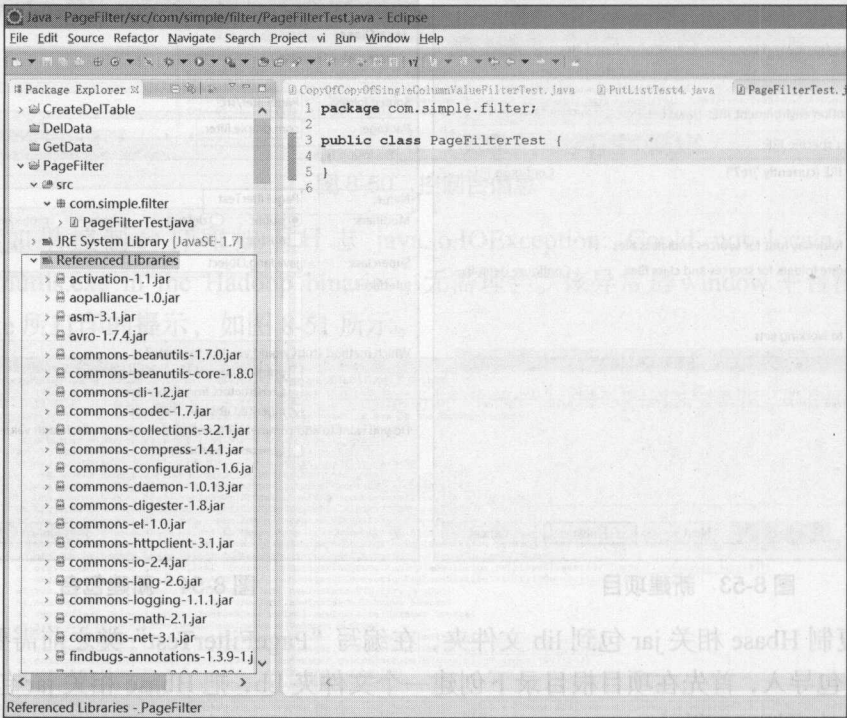 Java - PageFilter/src/com/simple/filter/PageFilterTest.java - Eclipse
File Edit Source Refactor Navigate Search Project vi Run Window Help
Package Explorer
CopyOfCopyOfSingleColumnValueFilterTest.java PutListTest4.java PageFilterTest.j
CreateDelTable
DelData
GetData
PageFilter
src
com.simple.filter
PageFilterTest.java
JRE System Library [JavaSE-1.7]
Referenced Libraries
activation-1.1.jar
aopalliance-1.0.jar
asm-3.1.jar
avro-1.7.4.jar
commons-beanutils-1.7.0.jar
commons-beanutils-core-1.8.0
commons-cli-1.2.jar
commons-codec-1.7.jar
commons-collections-3.2.1.jar
commons-compress-1.4.1.jar
commons-configuration-1.6.ja
commons-daemon-1.0.13.jar
commons-digester-1.8.jar
commons-el-1.0.jar
commons-httpclient-3.1.jar
commons-io-2.4.jar
commons-lang-2.6.jar
commons-logging-1.1.1.jar
commons-math-2.1.jar
commons-net-3.1.jar
findbugs-annotations-1.3.9-1.j
1 package com.simple.filter;
2
3 public class PageFilterTest {
4
5 }
6
Referenced Libraries - PageFilter